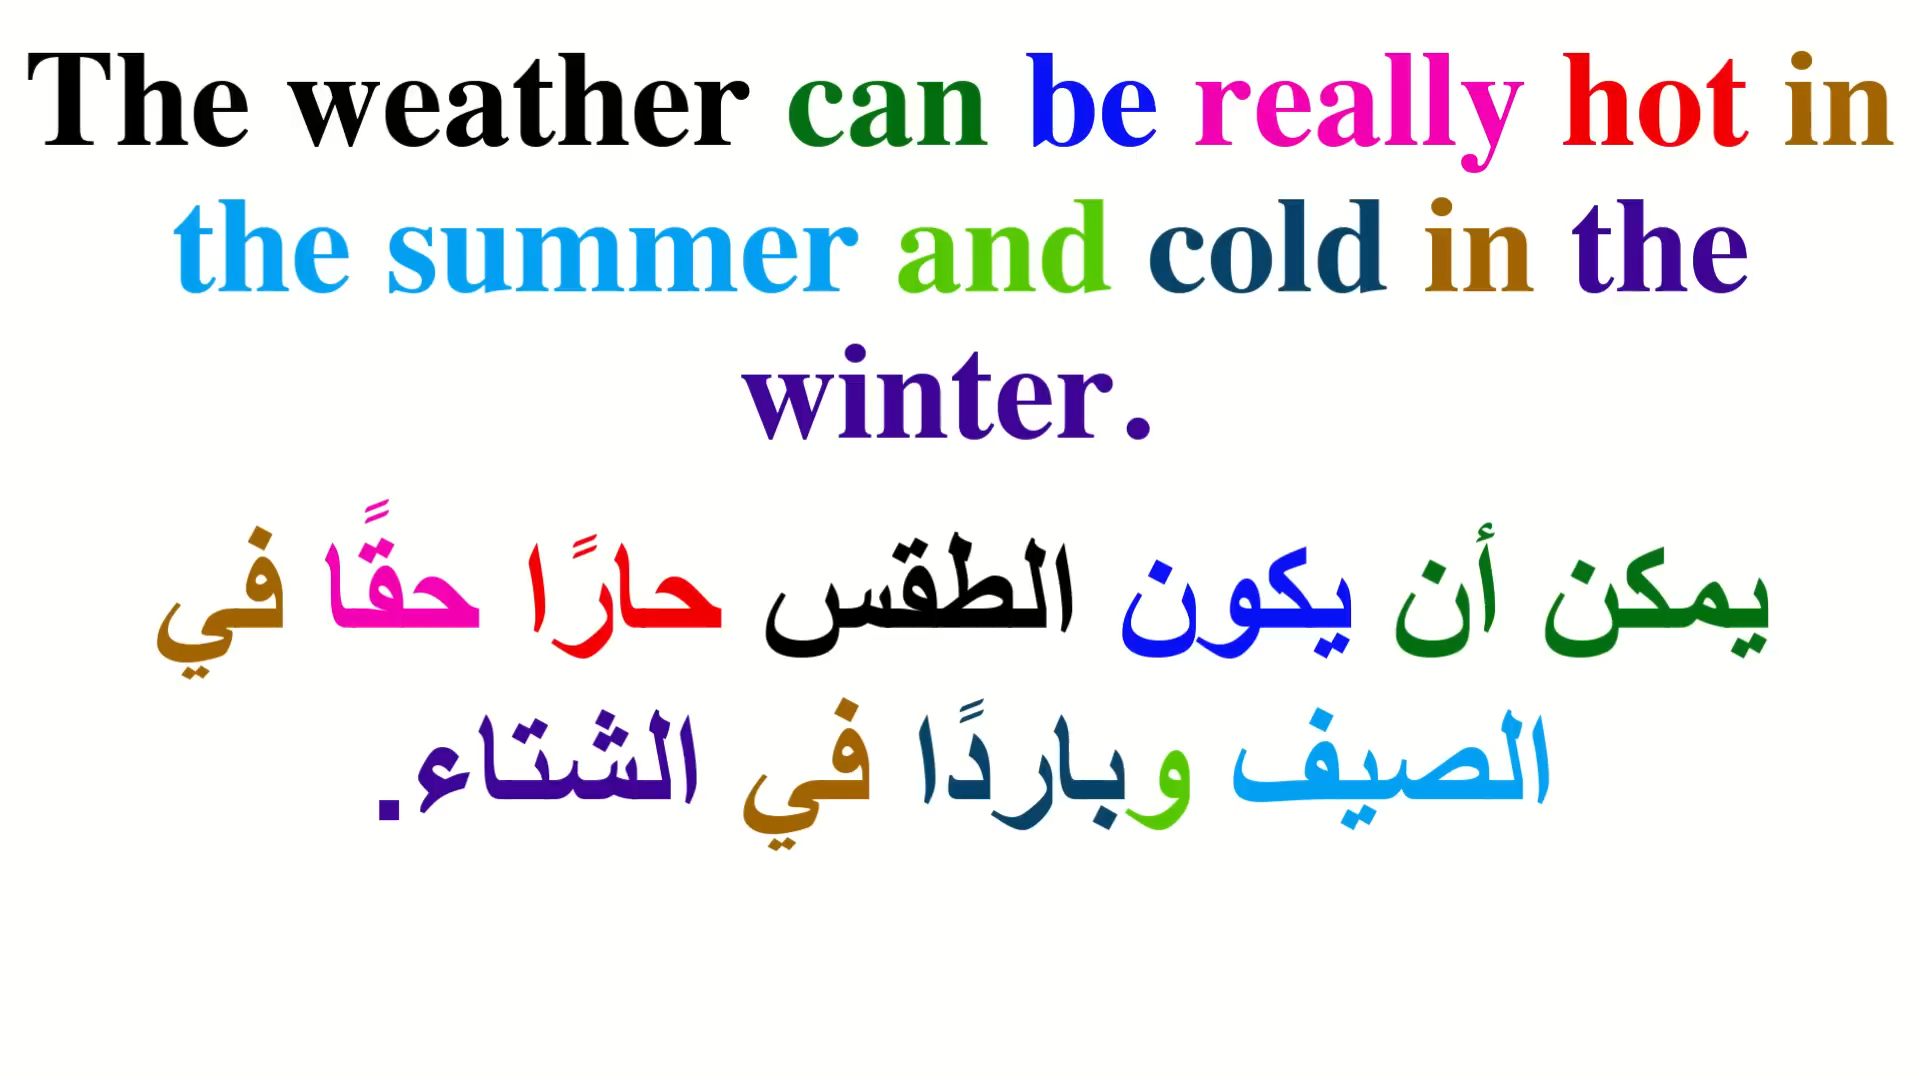 The weather can be really hot in
the summer and cold in the
winter.
يمكن أن يكون الطقس حارًا حقًا في
الصيف وباردًا في الشتاء.